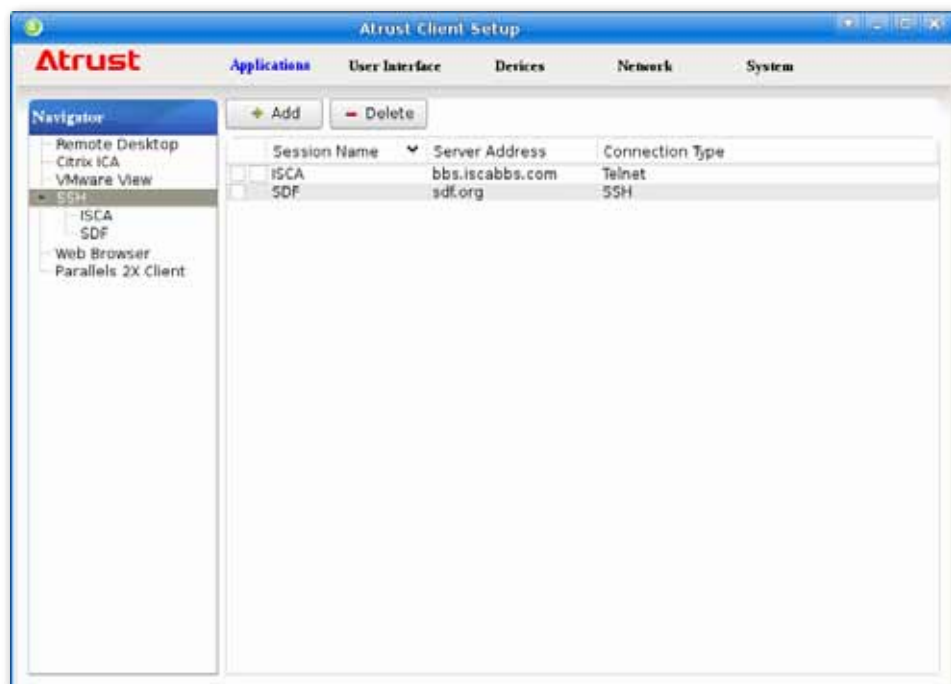 Atrust Client Setup
Atrust
Applications User Interface Devices Network System
Navigator
Remote Desktop
Citrix ICA
VMware View
SSH
ISCA
SDF
Web Browser
Parallels 2X Client
Add Delete
Session Name Server Address Connection Type
ISCA bbs.iscabbs.com Telnet
SDF sdf.org SSH